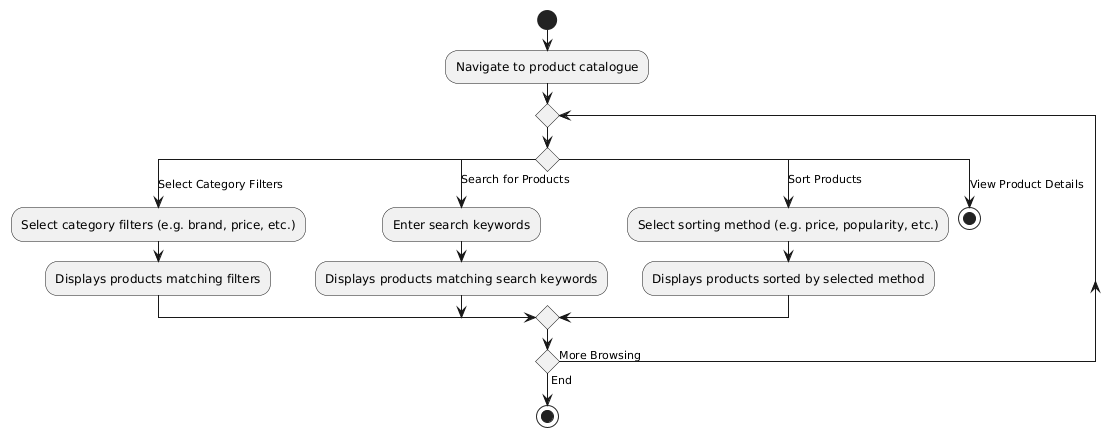 Navigate to product catalogue
Select Category Filters
Search for Products
Sort Products
View Product Details
Select category filters (e.g. brand, price, etc.)
Enter search keywords
Select sorting method (e.g. price, popularity, etc.)
Displays products matching filters
Displays products matching search keywords
Displays products sorted by selected method
More Browsing
End